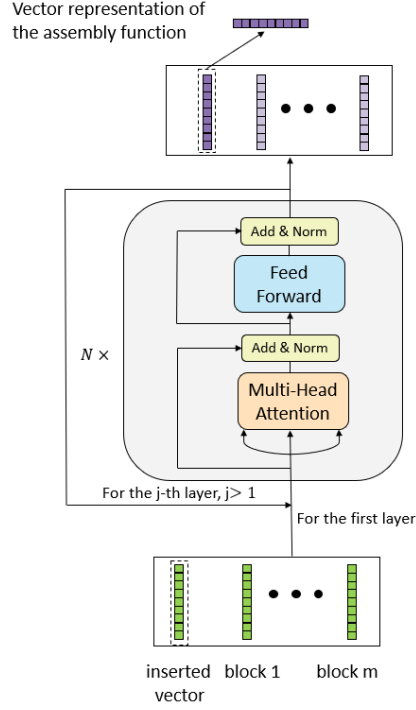 Vector representation of
the assembly function
Add & Norm
Feed
Forward
N ×
Add & Norm
Multi-Head
Attention
For the j-th layer, j> 1
For the first layer
inserted
vector
block 1
block m